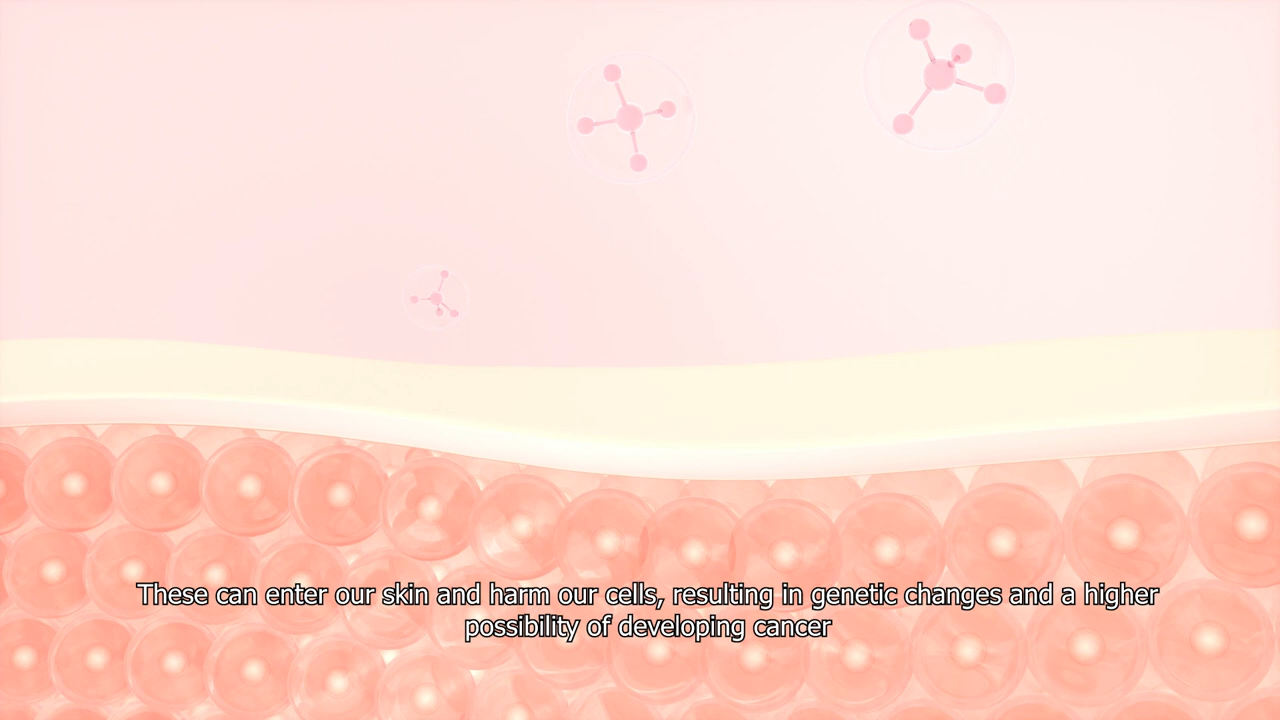 These can enter our skin and harm our cells, resulting in genetic changes and a higher
possibility of developing cancer